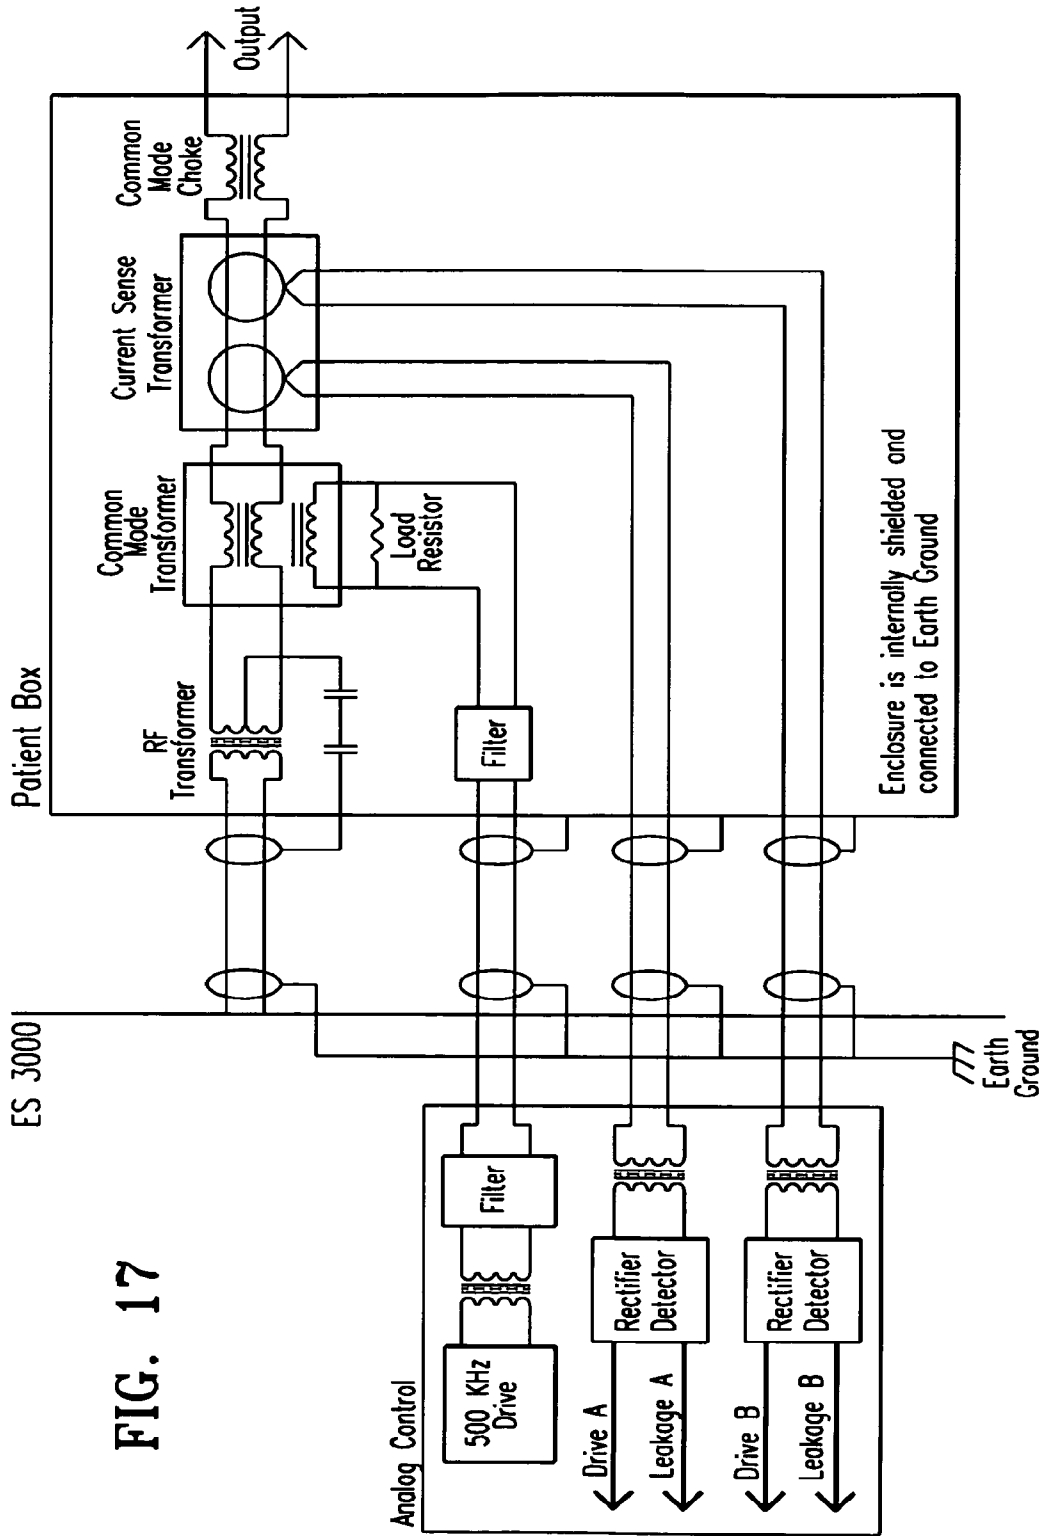 FIG. 17
ES 3000
Patient Box
RF
Transformer
Common
Mode
Transformer
Current Sense
Transformer
Common
Mode
Choke
Output
Load
Resistor
Filter
Enclosure is internally shielded and
connected to Earth Ground
Earth
Ground
Analog Control
500 KHz
Drive
Filter
Drive A
Leakage A
Rectifier
Detector
Drive B
Leakage B
Rectifier
Detector